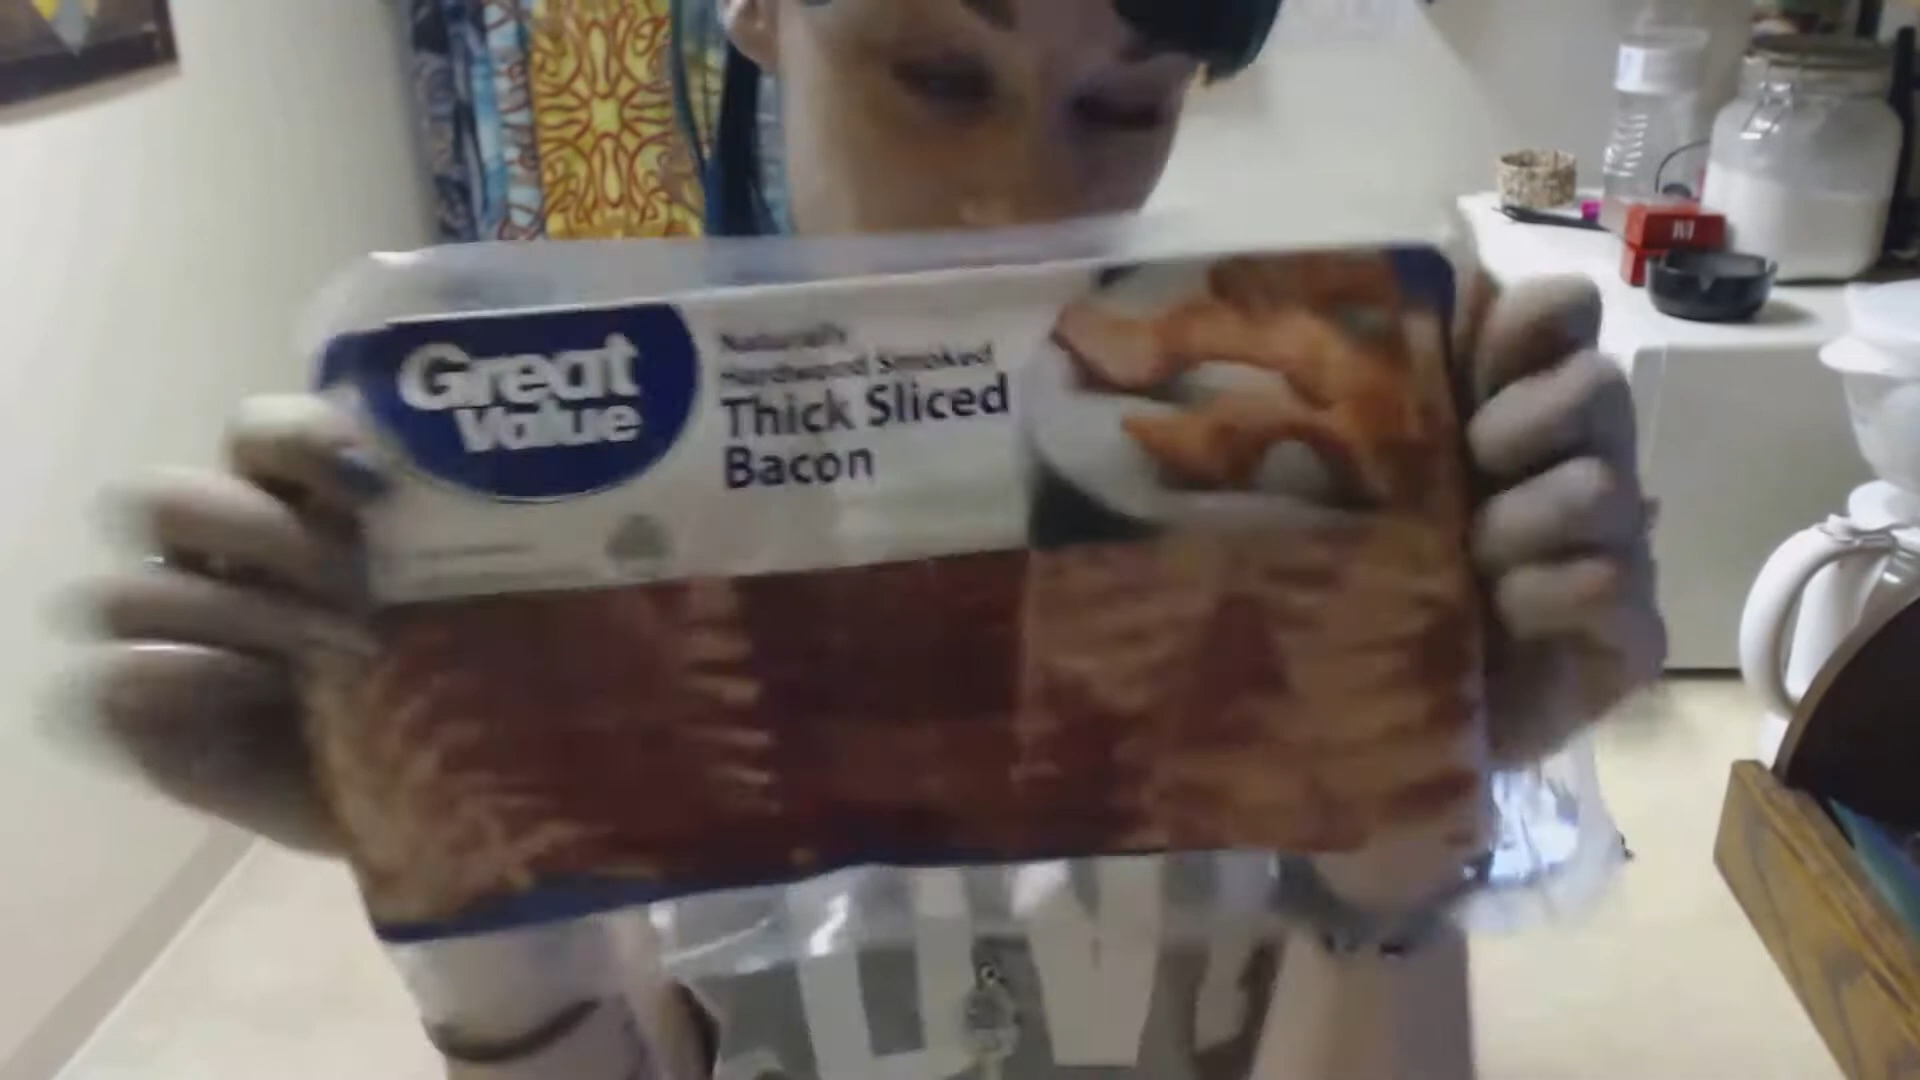 Great
Value
Naturally
Hardwood Smoked
Thick Sliced
Bacon